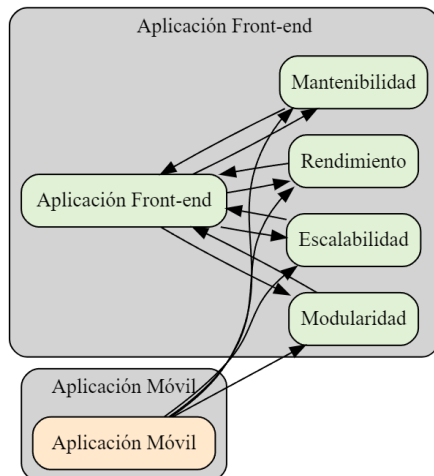 Aplicación Front-end
Mantenibilidad
Rendimiento
Aplicación Front-end
Escalabilidad
Modularidad
Aplicación Móvil
Aplicación Móvil